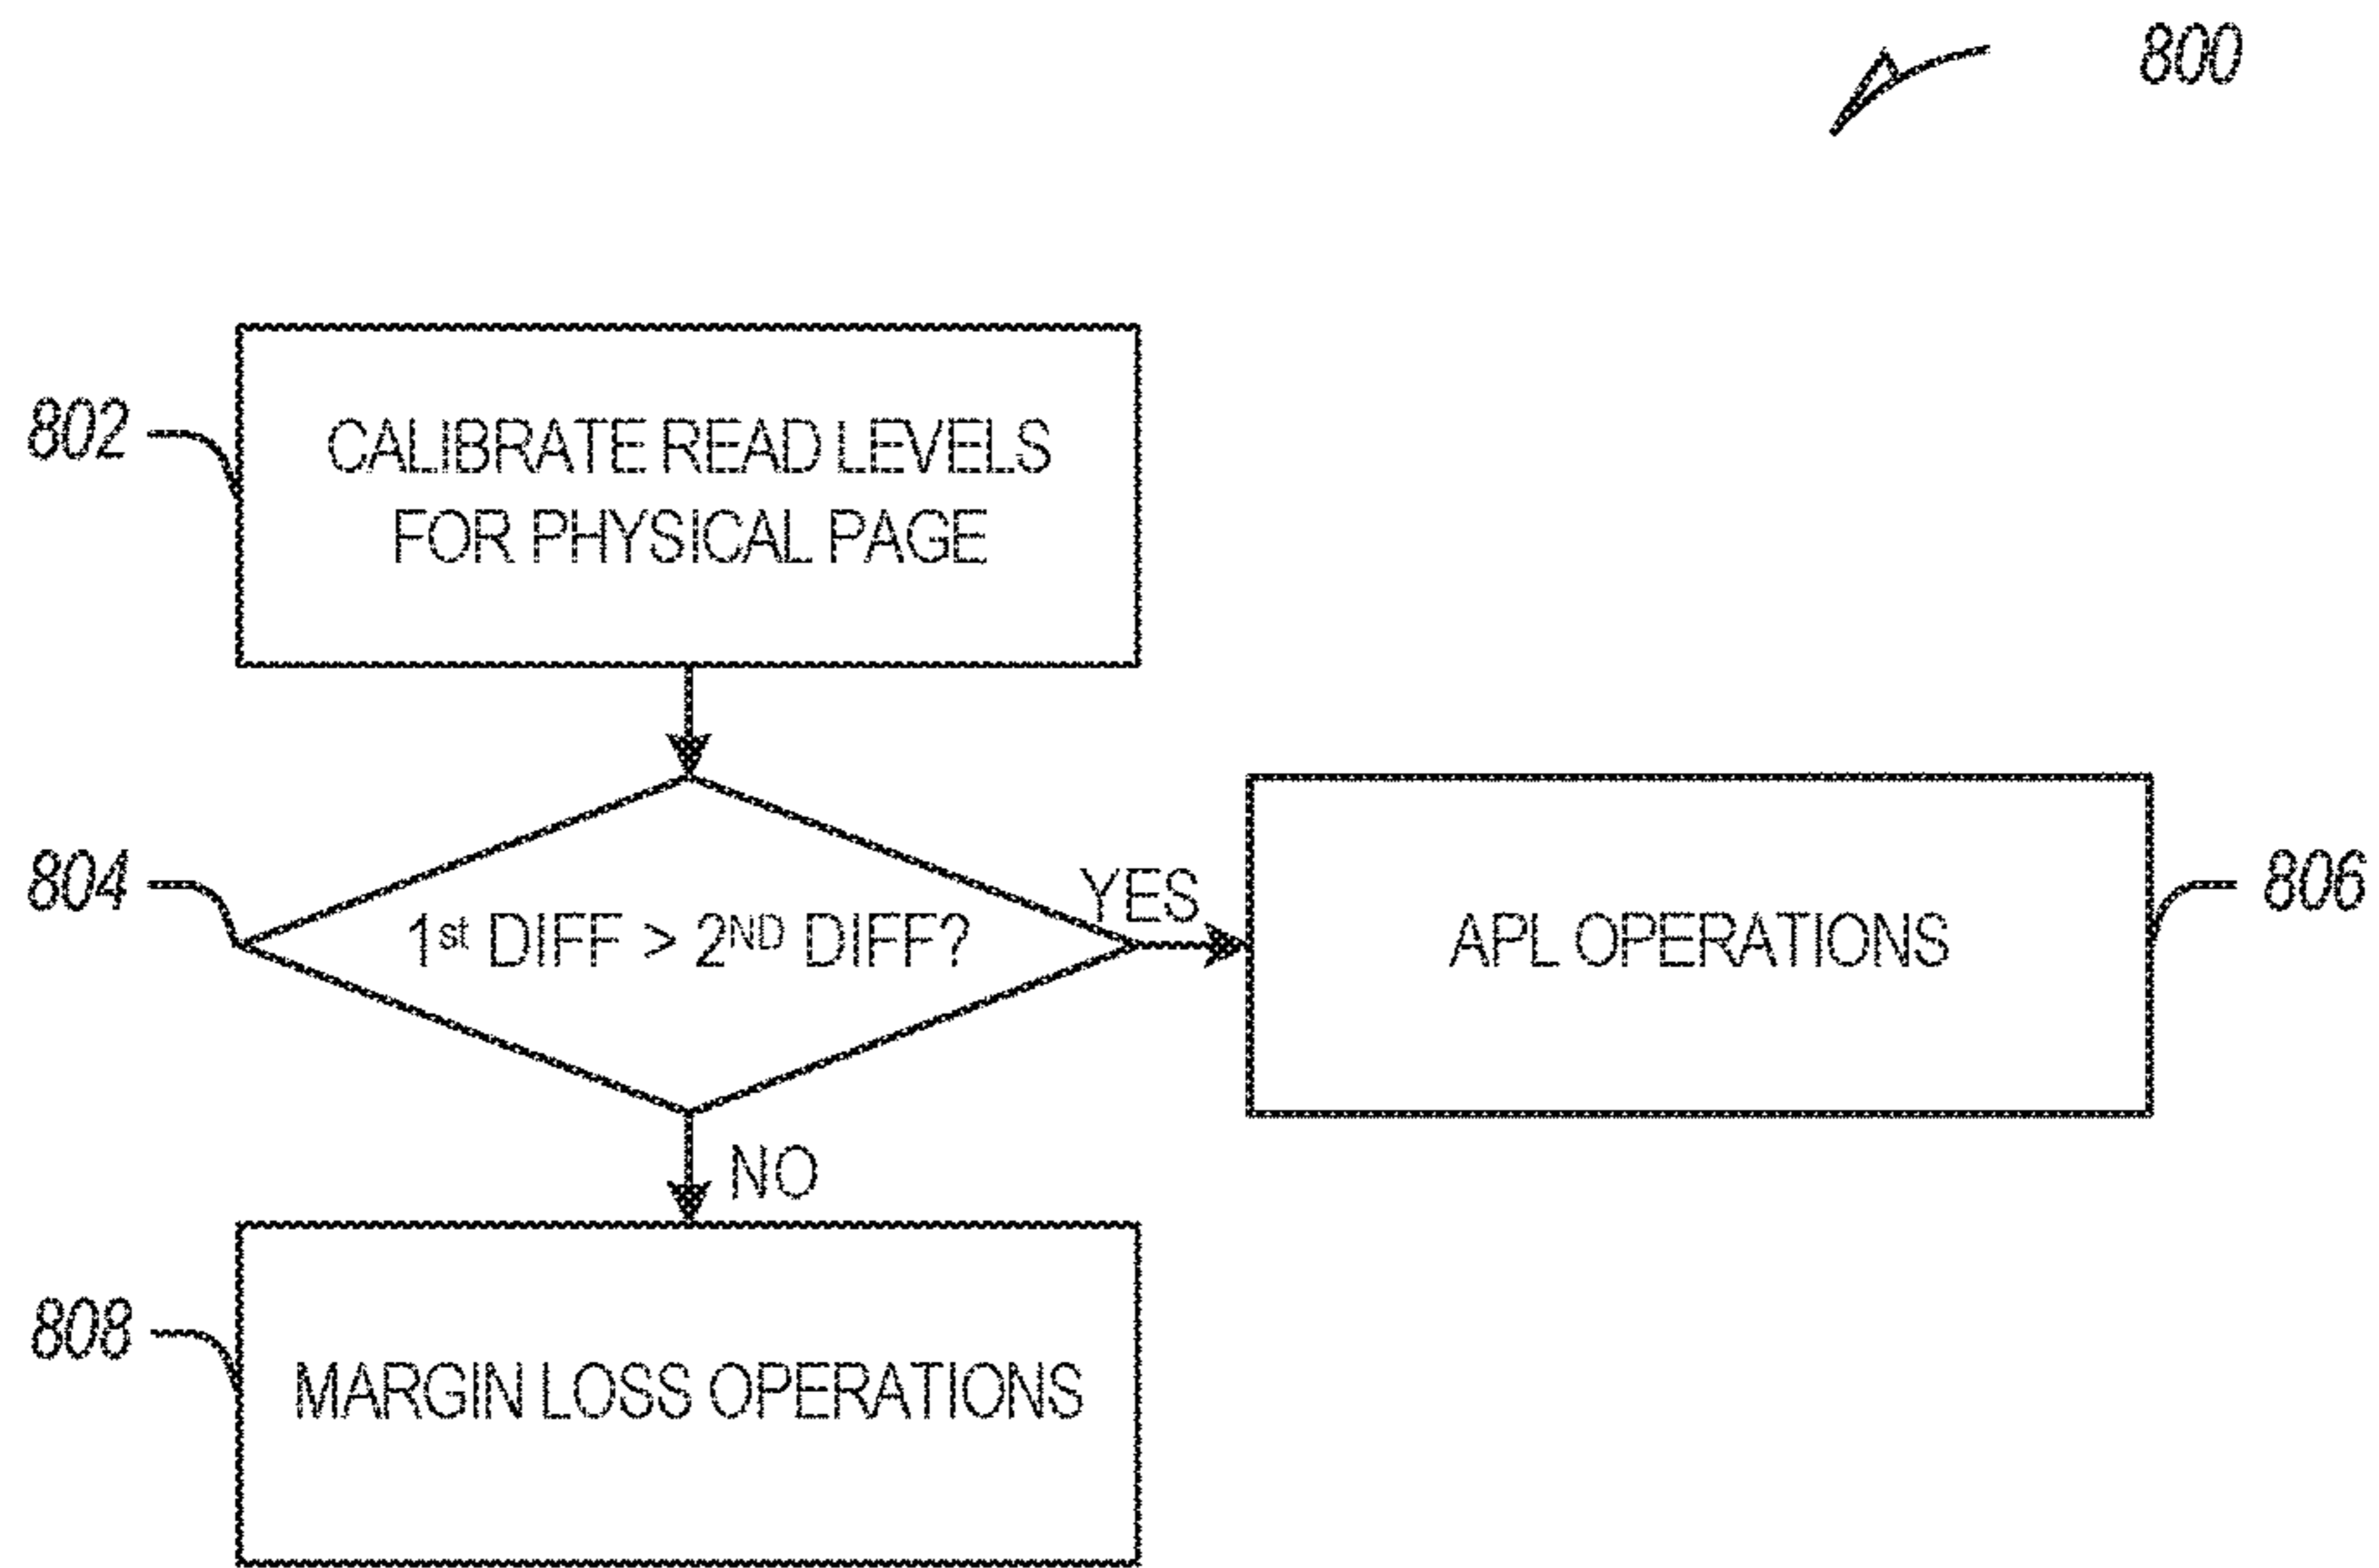 800
802
CALIBRATE READ LEVELS
FOR PHYSICAL PAGE
804
1st DIFF > 2ND DIFF?
YES
APL OPERATIONS
806
NO
808
MARGIN LOSS OPERATIONS